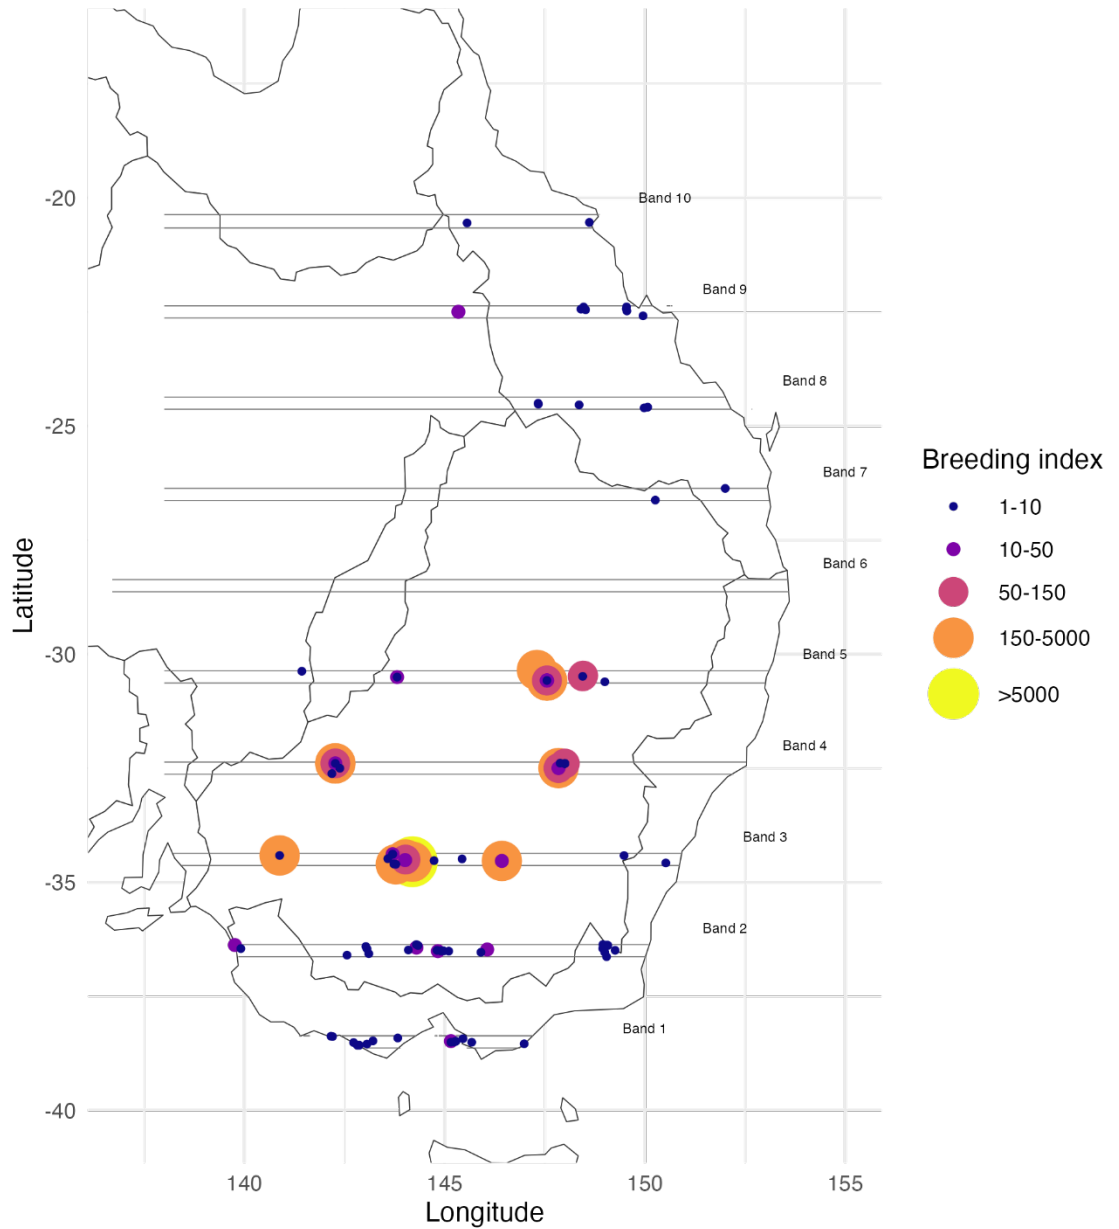 Band 10
-20
Band 9
Band 8
-25
Band 7
Breeding index
1-10
Band 6
10-50
50-150
150-5000
>5000
Latitude
-30
Band 5
Band 4
Band 3
-35
Band 2
Band 1
-40
140
145
150
155
Longitude